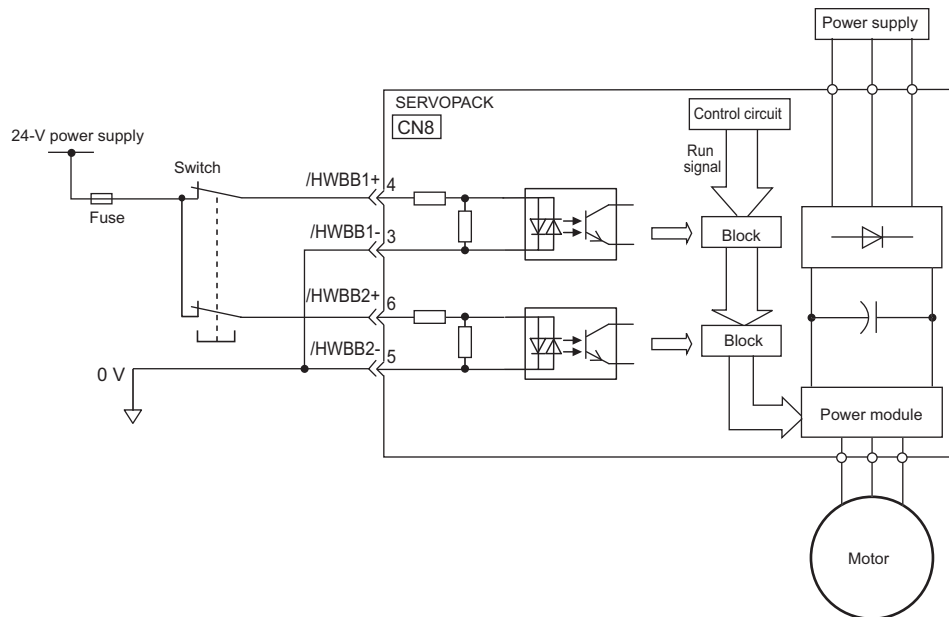 Power supply
SERVOPACK
CN8
Control circuit
Run
signal
24-V power supply
Switch
Fuse
/HWBB1+
4
/HWBB1-
3
Block
/HWBB2+
6
/HWBB2-
5
Block
0 V
Power module
Motor